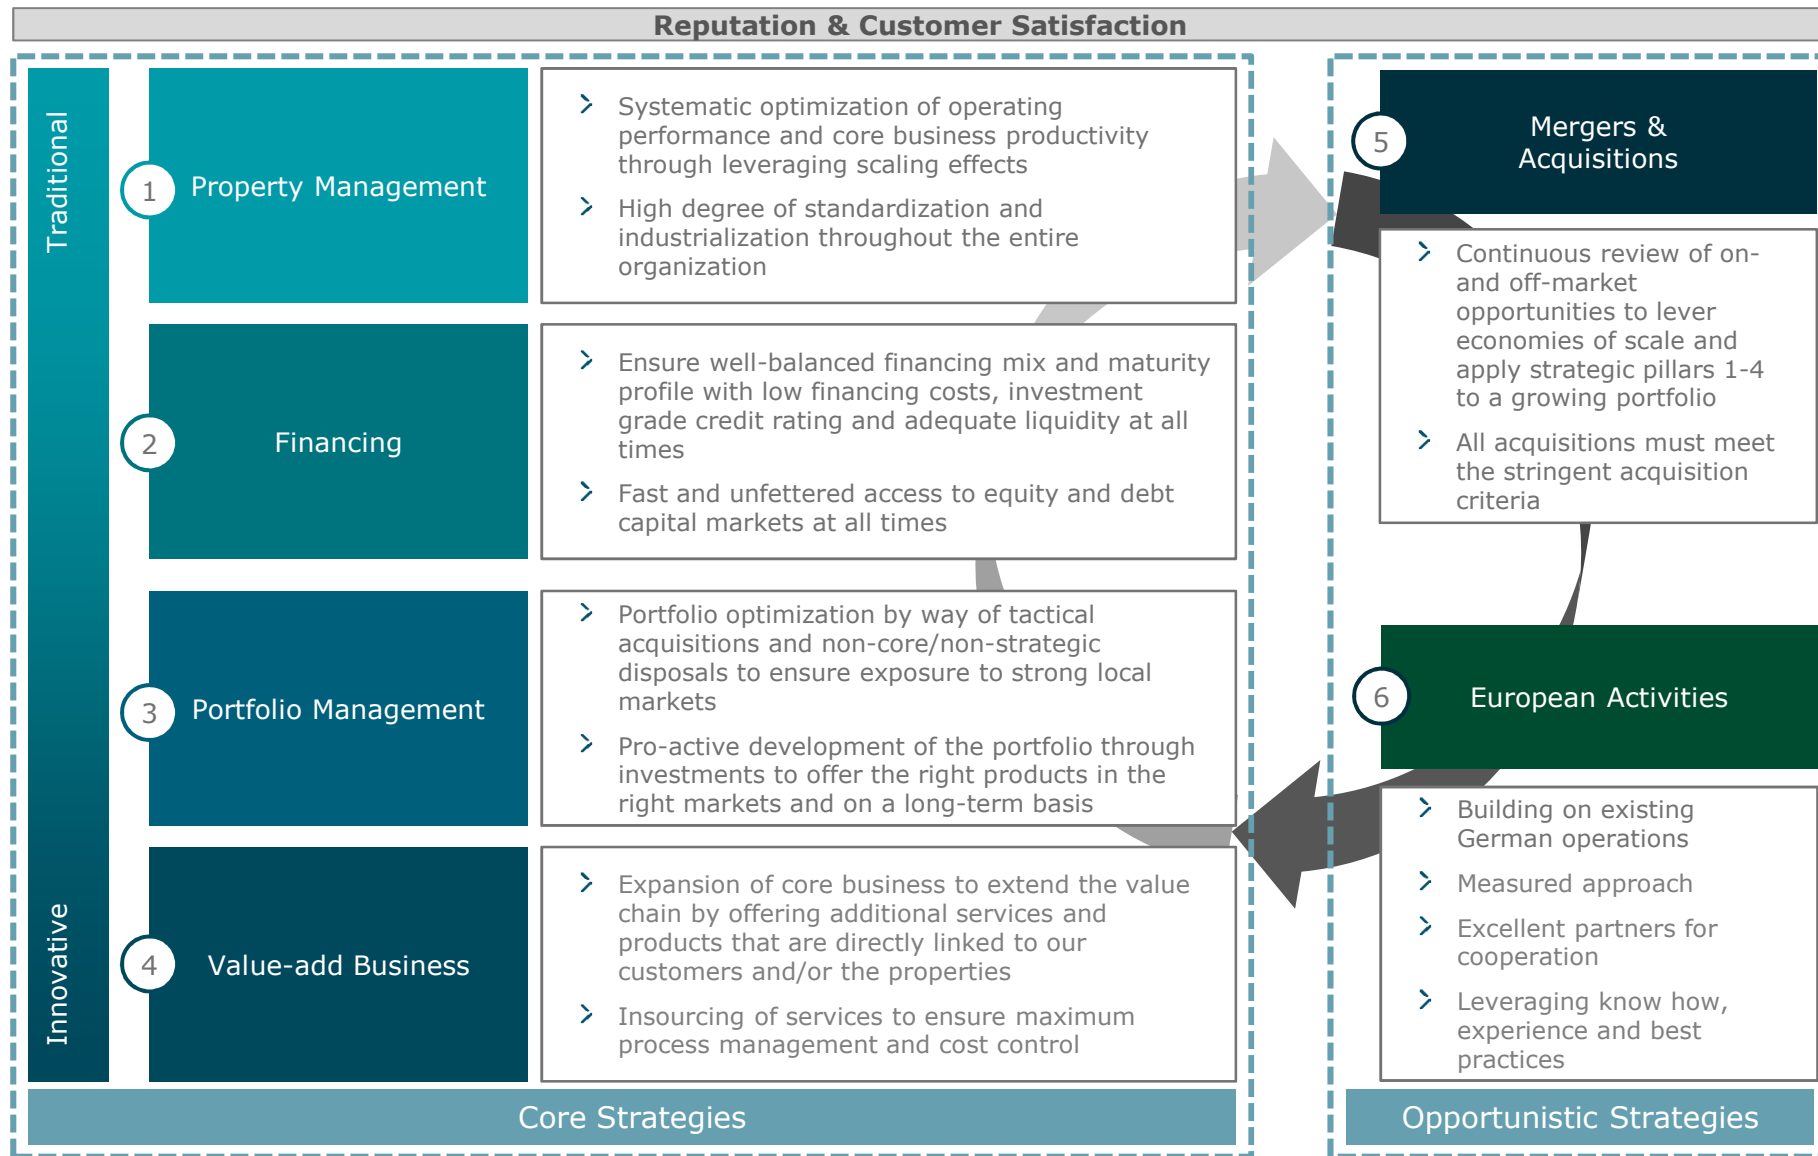 Reputation & Customer Satisfaction
Traditional
Innovative
1
Property Management
Systematic optimization of operating
performance and core business productivity
through leveraging scaling effects
High degree of standardization and
industrialization throughout the entire
organization
2
Financing
Ensure well-balanced financing mix and maturity
profile with low financing costs, investment
grade credit rating and adequate liquidity at all
times
Fast and unfettered access to equity and debt
capital markets at all times
3
Portfolio Management
Portfolio optimization by way of tactical
acquisitions and non-core/non-strategic
disposals to ensure exposure to strong local
markets
Pro-active development of the portfolio through
investments to offer the right products in the
right markets and on a long-term basis
4
Value-add Business
Expansion of core business to extend the value
chain by offering additional services and
products that are directly linked to our
customers and/or the properties
Insourcing of services to ensure maximum
process management and cost control
Core Strategies
5
Mergers &
Acquisitions
Continuous review of on-
and off-market
opportunities to lever
economies of scale and
apply strategic pillars 1-4
to a growing portfolio
All acquisitions must meet
the stringent acquisition
criteria
6
European Activities
Building on existing
German operations
Measured approach
Excellent partners for
cooperation
Leveraging know how,
experience and best
practices
Opportunistic Strategies